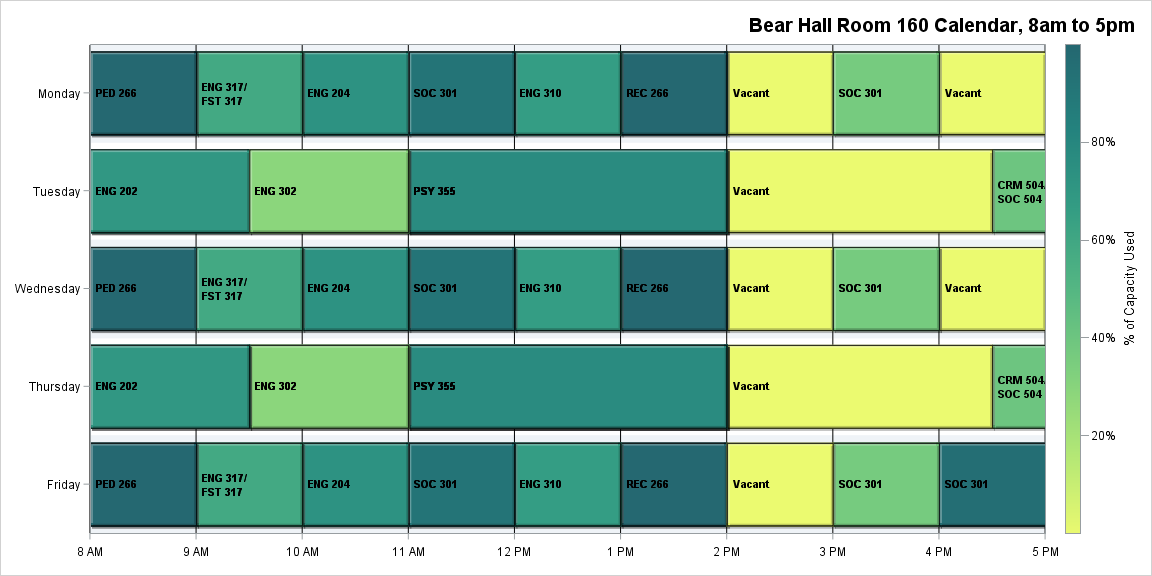 Bear Hall Room 160 Calendar, 8am to 5pm
Monday
PED 266
ENG 317/
FST 317
ENG 204
SOC 301
ENG 310
REC 266
Vacant
SOC 301
Vacant
Tuesday
ENG 202
ENG 302
PSY 355
Vacant
CRM 504
SOC 504
Wednesday
PED 266
ENG 317/
FST 317
ENG 204
SOC 301
ENG 310
REC 266
Vacant
SOC 301
Vacant
Thursday
ENG 202
ENG 302
PSY 355
Vacant
CRM 504
SOC 504
Friday
PED 266
ENG 317/
FST 317
ENG 204
SOC 301
ENG 310
REC 266
Vacant
SOC 301
SOC 301
8 AM
9 AM
10 AM
11 AM
12 PM
1 PM
2 PM
3 PM
4 PM
5 PM
80%
60%
40%
20%
% of Capacity Used